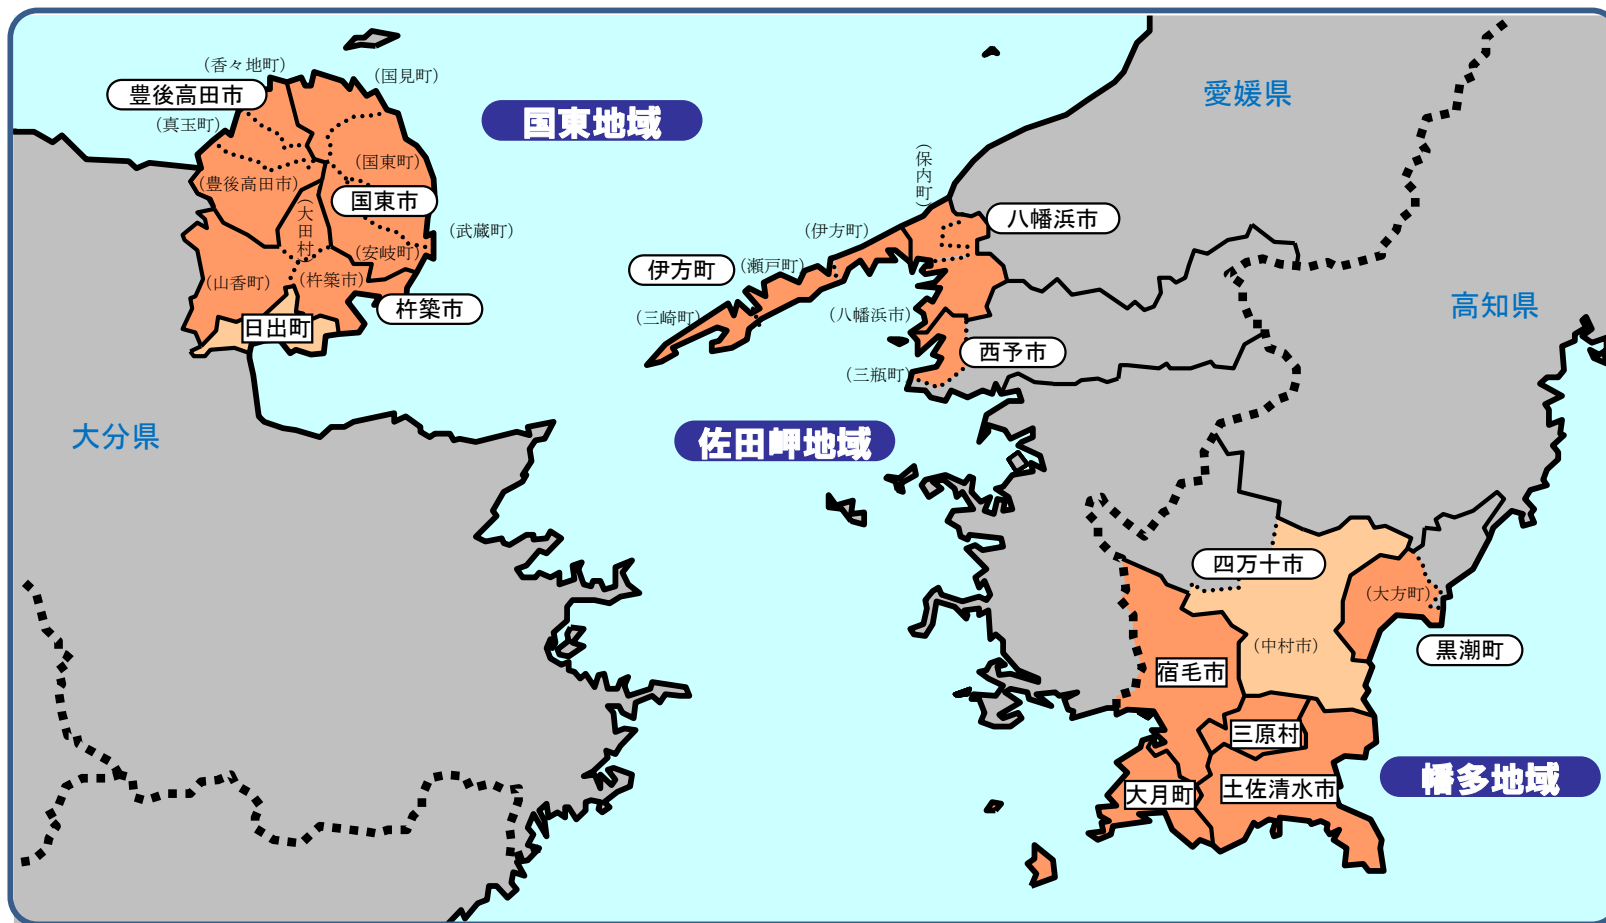 (香々地町)
(国見町)
豊後高田市
(真玉町)
国東地域
愛媛県
(国東町)
(保内町)
(豊後高田市)
国東市
(大田村)
(武蔵町)
(伊方町)
八幡浜市
(安岐町)
(瀬戸町)
伊方町
(山香町)
(杵築市)
杵築市
高知県
(三崎町)
(八幡浜市)
日出町
西予市
(三瓶町)
大分県
佐田岬地域
四万十市
(大方町)
(中村市)
黒潮町
宿毛市
三原村
幡多地域
大月町
土佐清水市